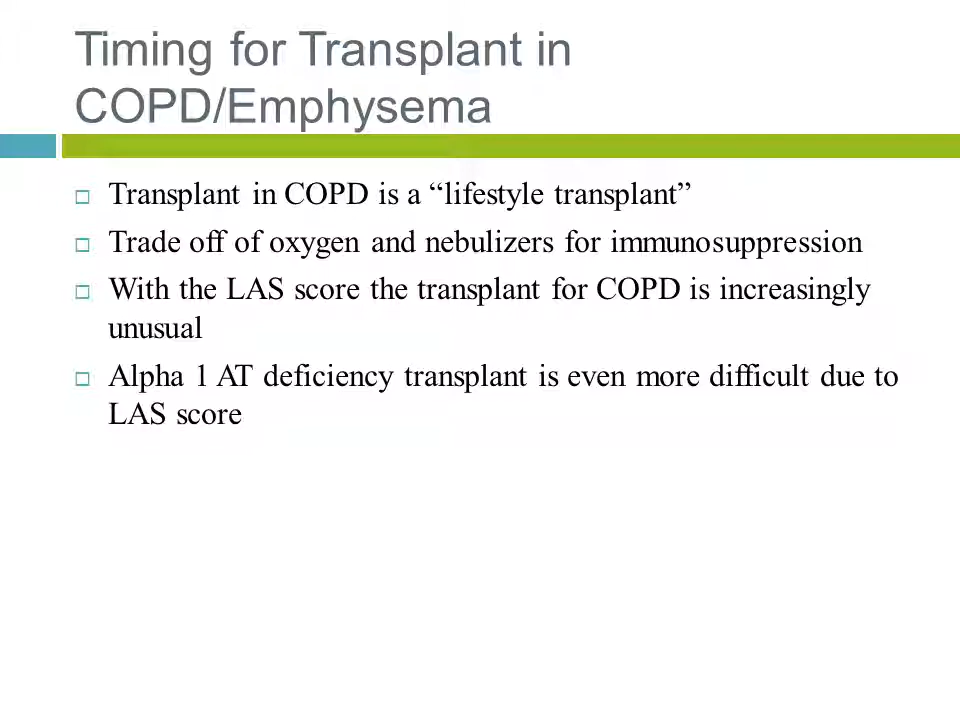 Timing for Transplant in
COPD/Emphysema
Transplant in COPD is a “lifestyle transplant”
Trade off of oxygen and nebulizers for immunosuppression
With the LAS score the transplant for COPD is increasingly
unusual
Alpha 1 AT deficiency transplant is even more difficult due to
LAS score